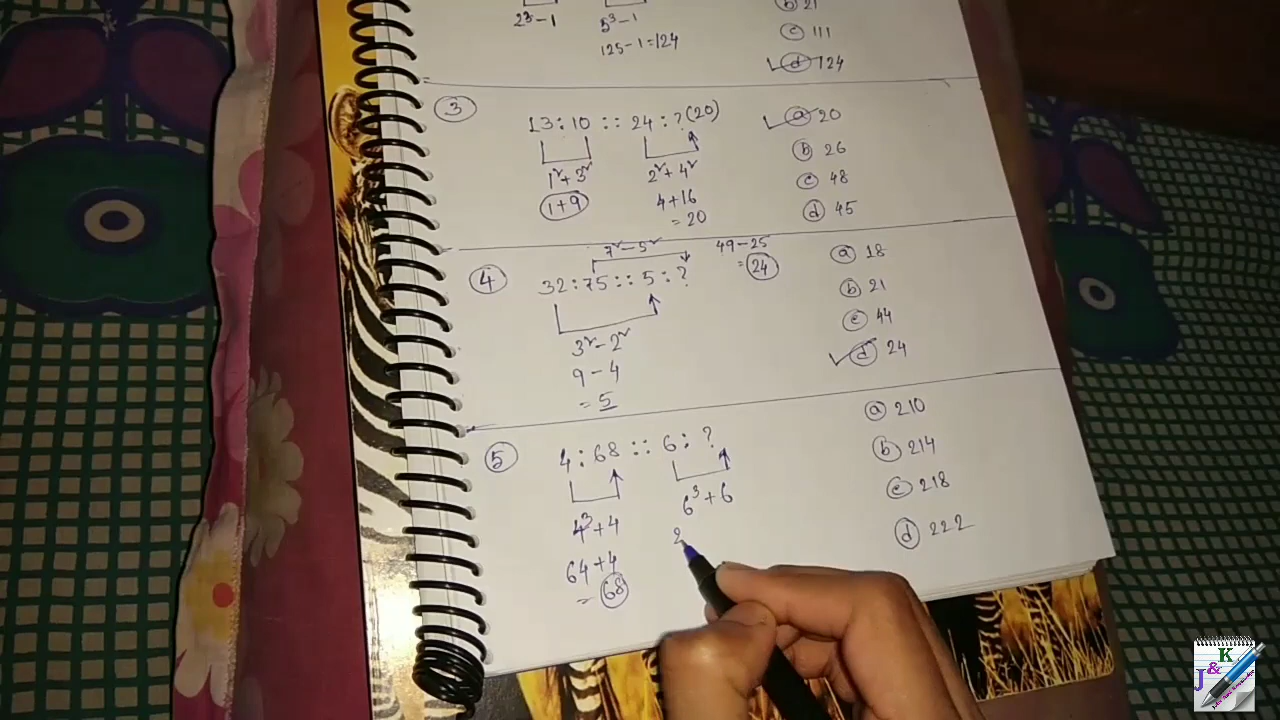 2³-1 5³-1
125-1=124
b 21
c 111
d 124
3 13:10 :: 24:?(20)
1²+3² 2²+4²
1+9 4+16
=20
a 20
b 26
c 48
d 45
7²-5² 49-25
=24
4 32:75::5:?
3²-2²
9-4
=5
a 18
b 21
c 44
d 24
5 4:68 :: 6:?
4³+4 6³+6
64+4 2
=68
a 210
b 214
c 218
d 222
J&K